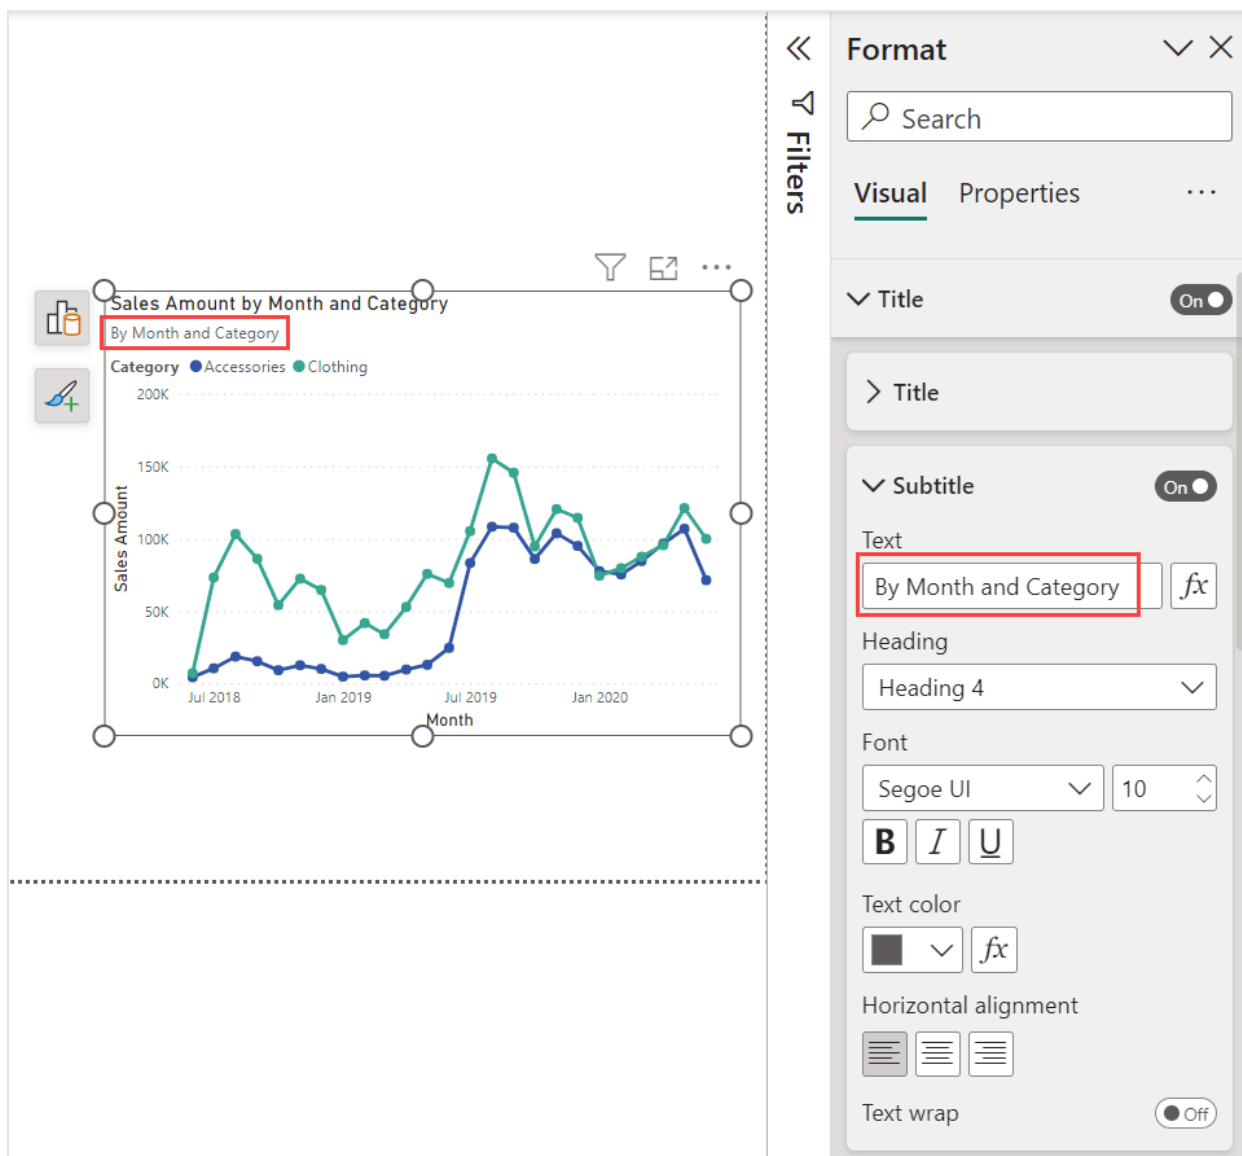 Format
Search
Filters
Visual Properties
Title On
Title
Subtitle On
Text
By Month and Category fx
Heading
Heading 4
Font
Segoe UI 10
B I U
Text color
fx
Horizontal alignment
Text wrap Off
Sales Amount by Month and Category
By Month and Category
Category Accessories Clothing
200K
150K
100K
50K
0K
Sales Amount
Jul 2018 Jan 2019 Jul 2019 Jan 2020
Month